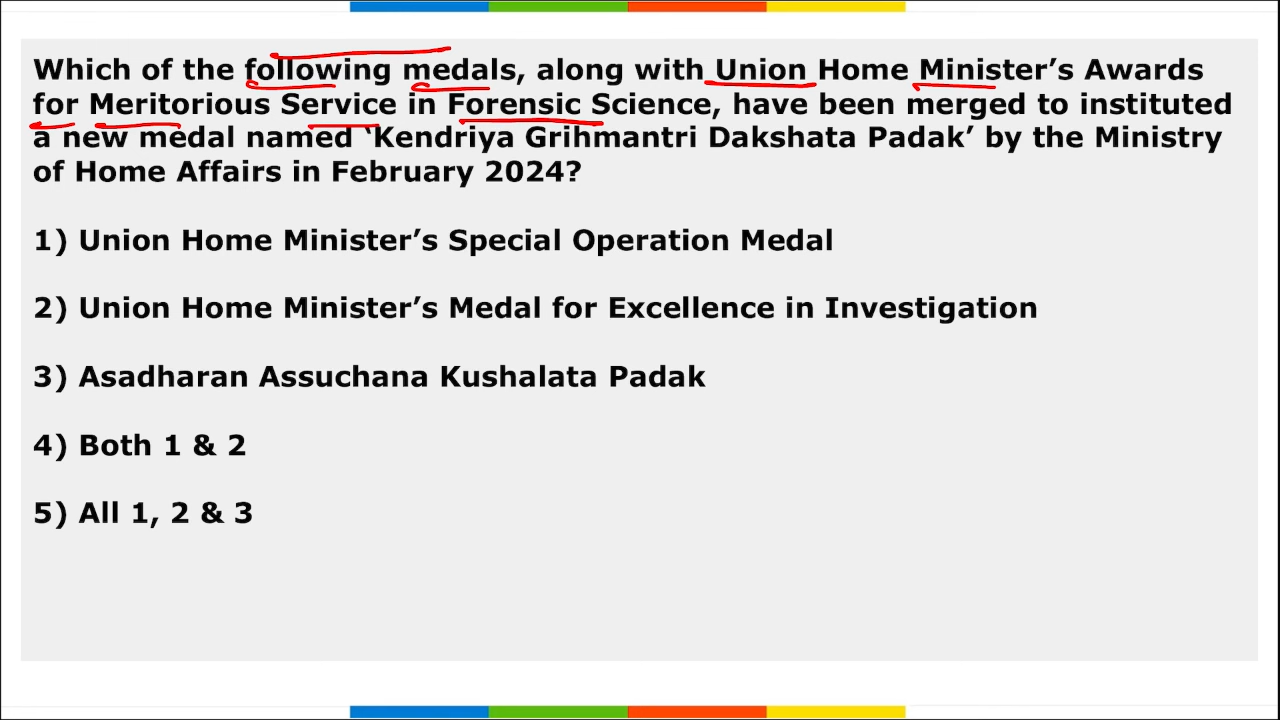 Which of the following medals, along with Union Home Minister’s Awards
for Meritorious Service in Forensic Science, have been merged to instituted
a new medal named ‘Kendriya Grihmantri Dakshata Padak’ by the Ministry
of Home Affairs in February 2024?
1) Union Home Minister’s Special Operation Medal
2) Union Home Minister’s Medal for Excellence in Investigation
3) Asadharan Assuchana Kushalata Padak
4) Both 1 & 2
5) All 1, 2 & 3